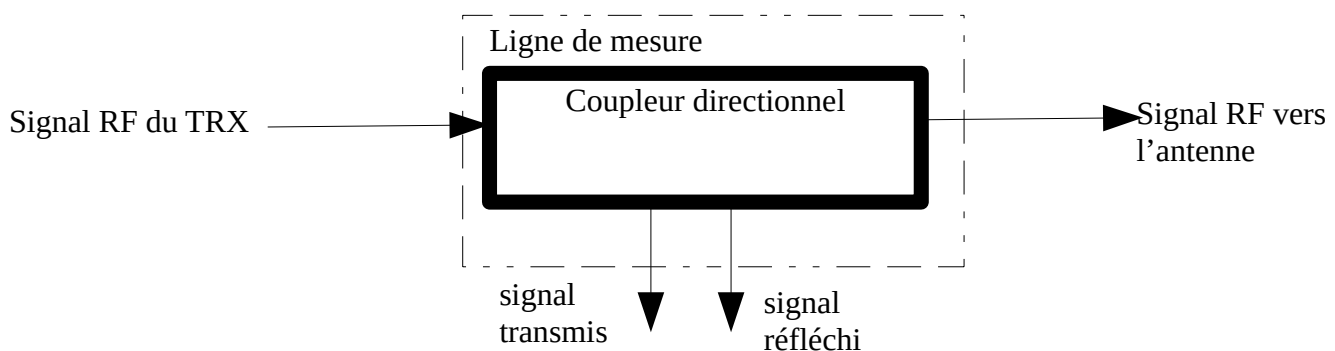 Ligne de mesure
Coupleur directionnel
Signal RF du TRX
Signal RF vers
l’antenne
signal
transmis
signal
réfléchi